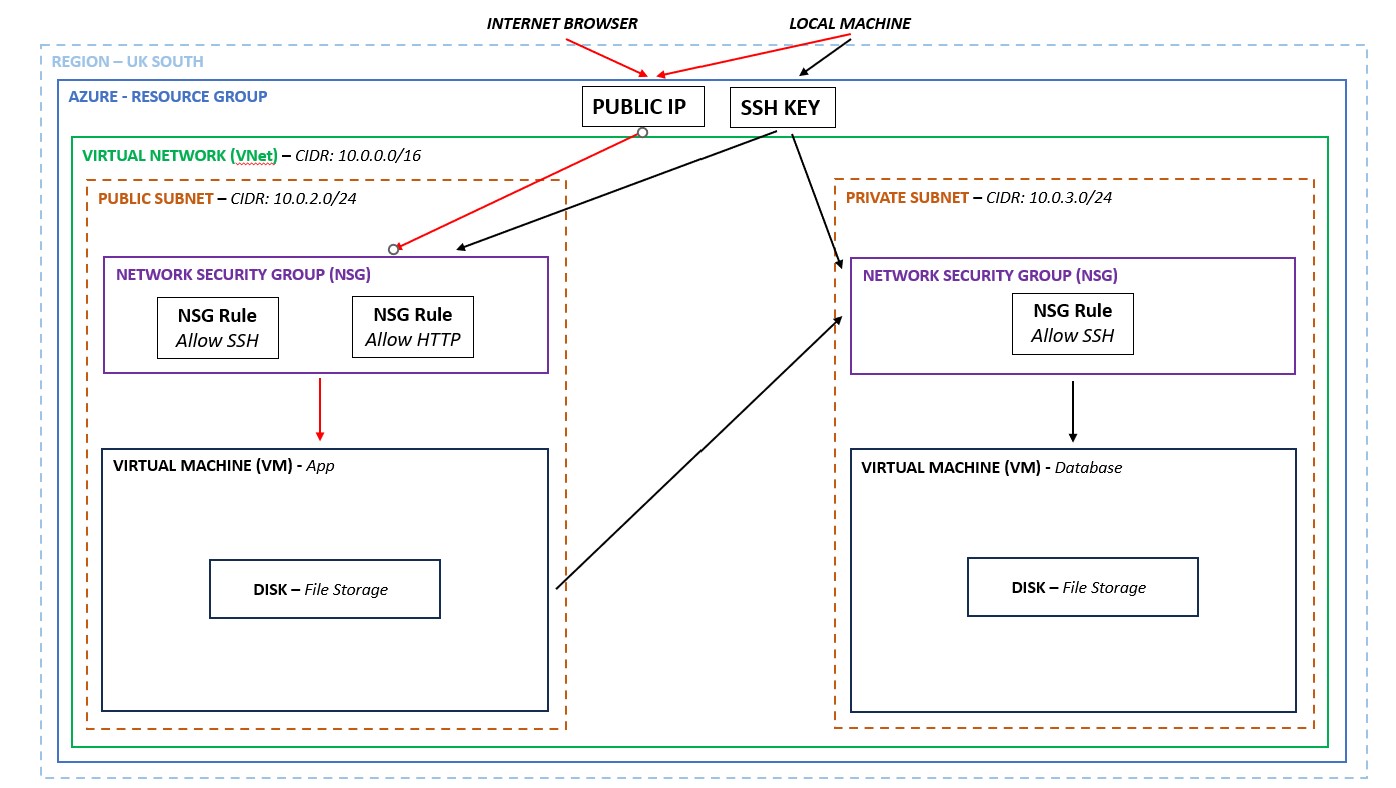 INTERNET BROWSER
LOCAL MACHINE
REGION – UK SOUTH
AZURE - RESOURCE GROUP
PUBLIC IP
SSH KEY
VIRTUAL NETWORK (VNet) – CIDR: 10.0.0.0/16
PUBLIC SUBNET – CIDR: 10.0.2.0/24
PRIVATE SUBNET – CIDR: 10.0.3.0/24
NETWORK SECURITY GROUP (NSG)
NSG Rule
Allow SSH
NSG Rule
Allow HTTP
NETWORK SECURITY GROUP (NSG)
NSG Rule
Allow SSH
VIRTUAL MACHINE (VM) - App
DISK – File Storage
VIRTUAL MACHINE (VM) - Database
DISK – File Storage